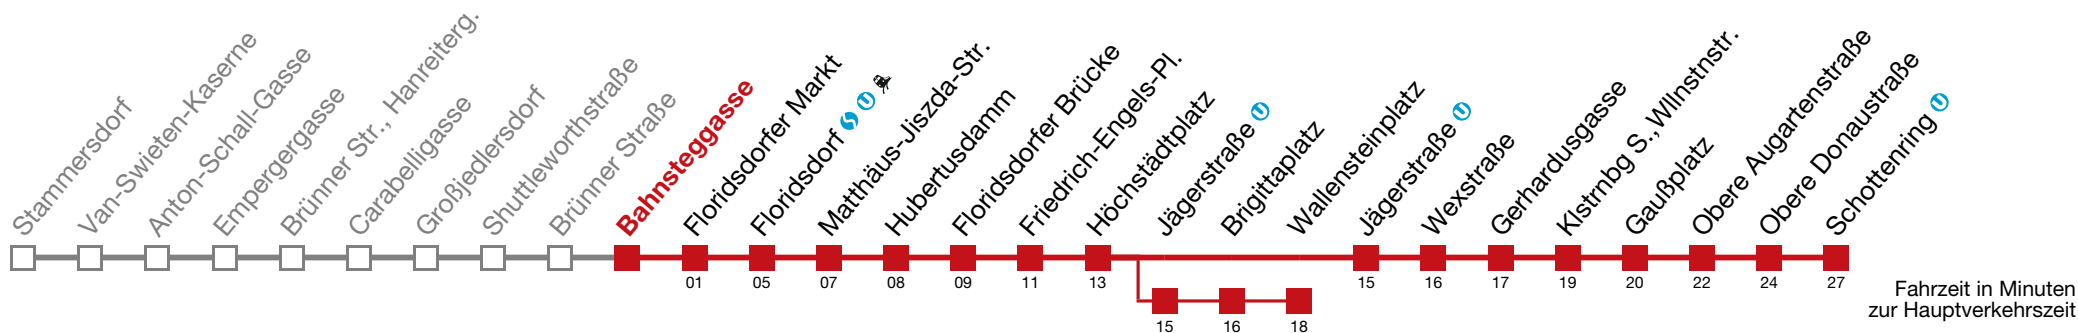 Stammersdorf
Van-Swieten-Kaserne
Anton-Schall-Gasse
Empergergasse
Brünner Str., Hanreiterg.
Carabelligasse
Großjedlersdorf
Shuttleworthstraße
Brünner Straße
Bahnsteggasse
Floridsdorfer Markt
Floridsdorf S U
Matthäus-Jiszda-Str.
Hubertusdamm
Floridsdorfer Brücke
Friedrich-Engels-Pl.
Höchstädtplatz
Jägerstraße U
Brigittaplatz
Wallensteinplatz
Jägerstraße U
Wexstraße
Gerhardusgasse
Klstrnbg S., Wllnstnstr.
Gaußplatz
Obere Augartenstraße
Obere Donaustraße
Schottenring U
01 05 07 08 09 11 13 15 16 17 19 20 22 24 27
15 16 18
Fahrzeit in Minuten
zur Hauptverkehrszeit